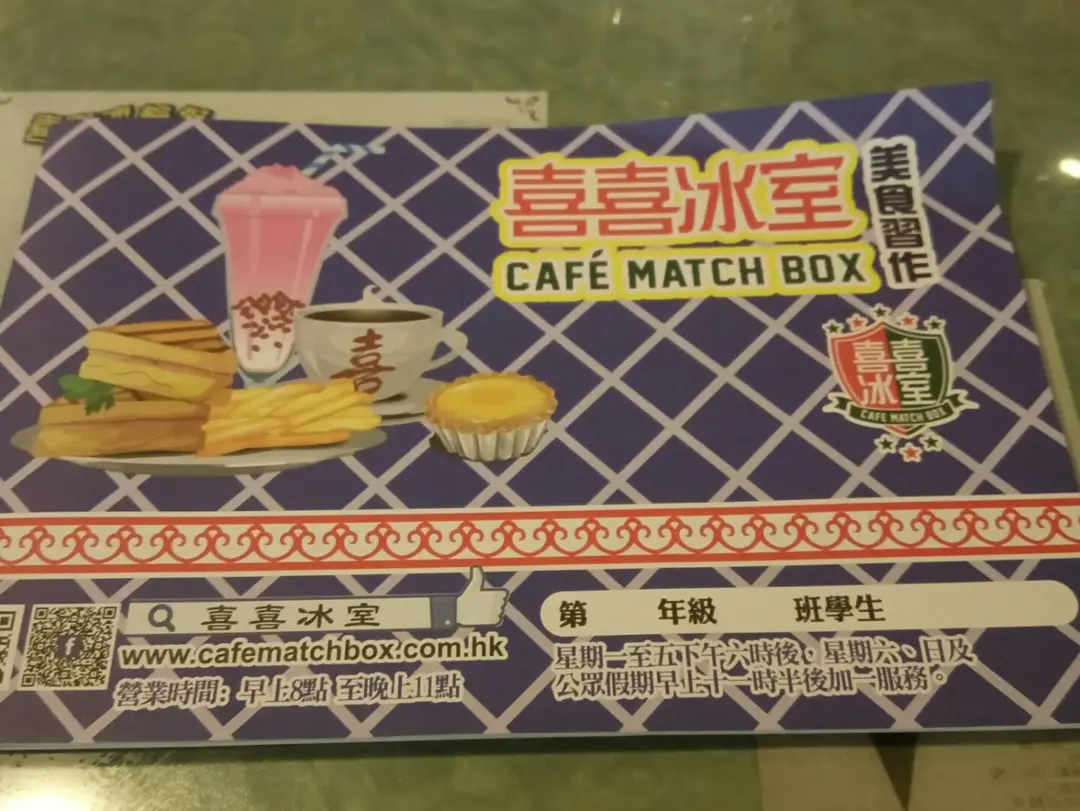 喜喜冰室
CAFÉ MATCH BOX
美食習作
喜
喜喜
冰室
CAFE MATCH BOX
喜喜冰室
www.cafematchbox.com.hk
營業時間: 早上8點 至晚上11點
第 年級 班學生
星期一至五下午六時後、星期六、日及
公眾假期早上十一時半後加一服務。